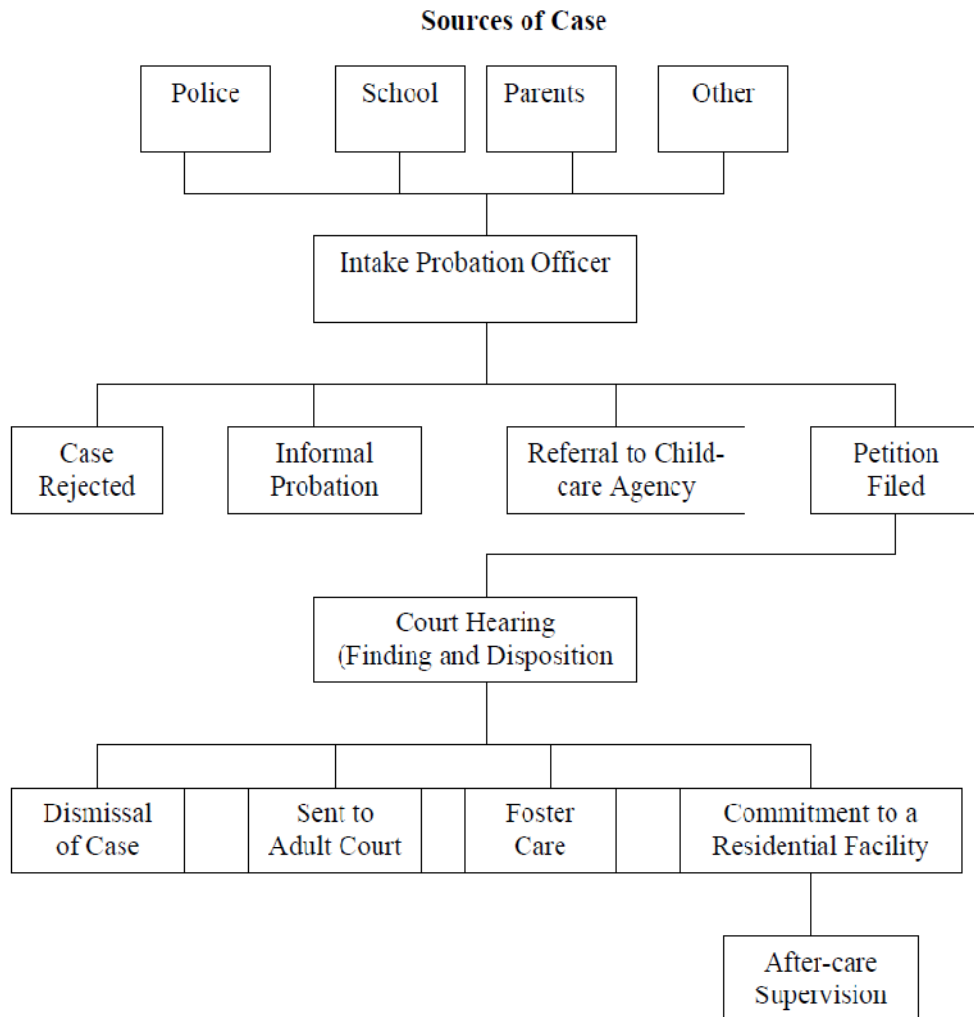 Sources of Case
Police
School
Parents
Other
Intake Probation Officer
Case
Rejected
Informal
Probation
Referral to Child-
care Agency
Petition
Filed
Court Hearing
(Finding and Disposition
Dismissal
of Case
Sent to
Adult Court
Foster
Care
Commitment to a
Residential Facility
After-care
Supervision